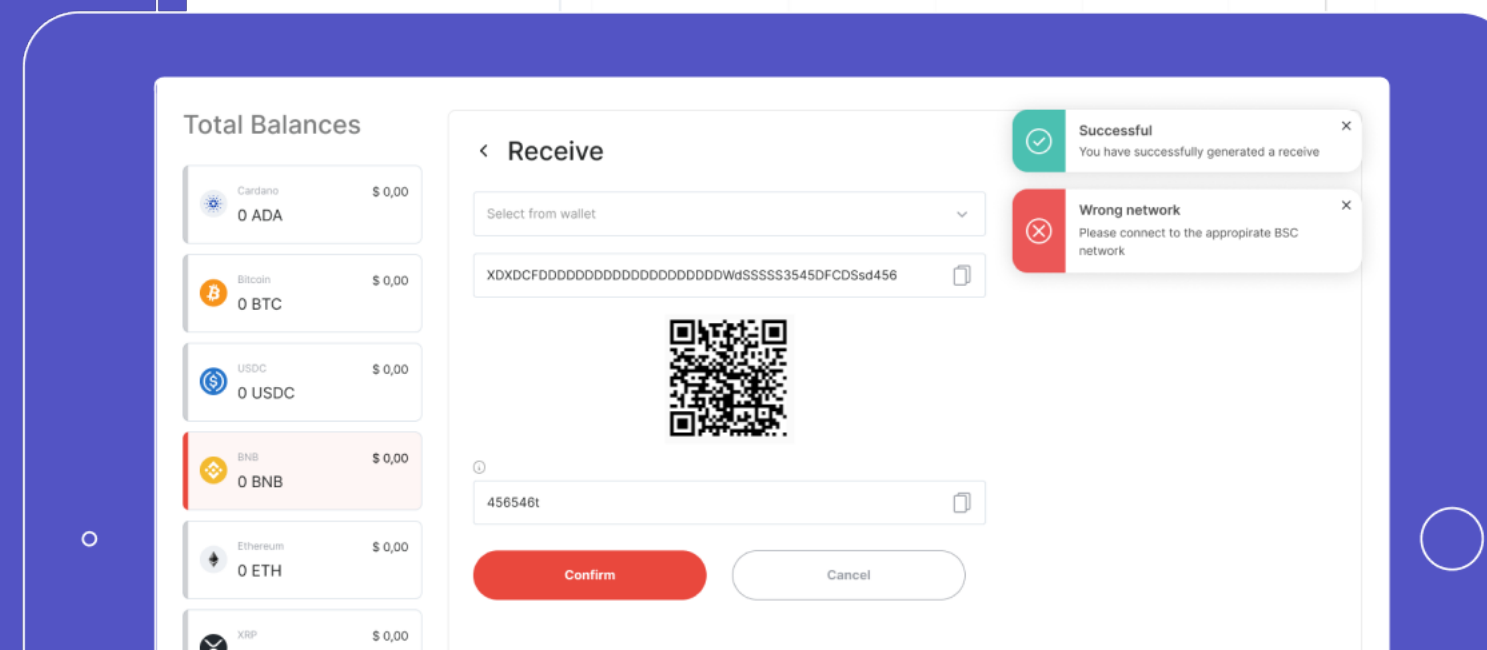 Total Balances
Cardano
$ 0,00
0 ADA
Bitcoin
$ 0,00
0 BTC
USDC
$ 0,00
0 USDC
BNB
$ 0,00
0 BNB
Ethereum
$ 0,00
0 ETH
XRP
$ 0,00
Receive
Select from wallet
XDXDCFDDDDDDDDDDDDDDDDDDDDWdSSSSS3545DFCDSsd456
456546t
Confirm
Cancel
Successful
You have successfully generated a receive
Wrong network
Please connect to the appropirate BSC
network